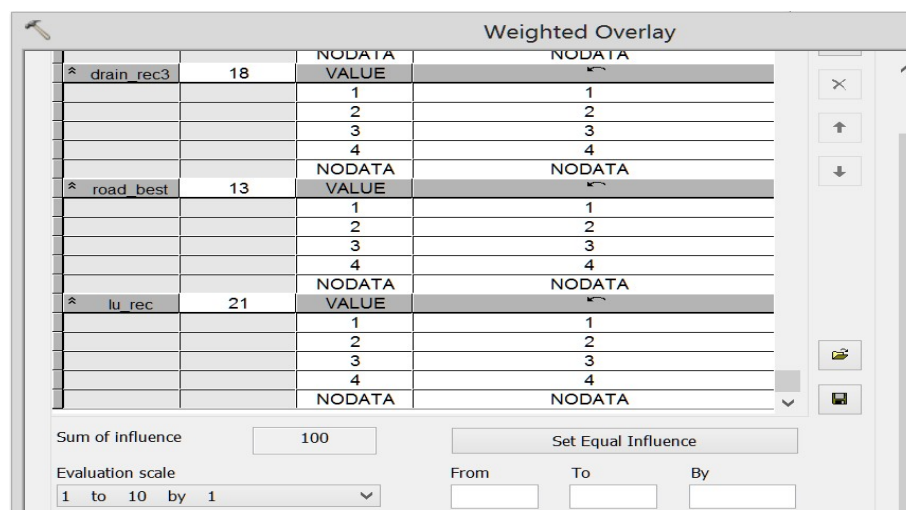 Weighted Overlay
NODATA NODATA
drain_rec3 18 VALUE
1 1
2 2
3 3
4 4
NODATA NODATA
road_best 13 VALUE
1 1
2 2
3 3
4 4
NODATA NODATA
lu_rec 21 VALUE
1 1
2 2
3 3
4 4
NODATA NODATA
Sum of influence 100 Set Equal Influence
Evaluation scale From To By
1 to 10 by 1